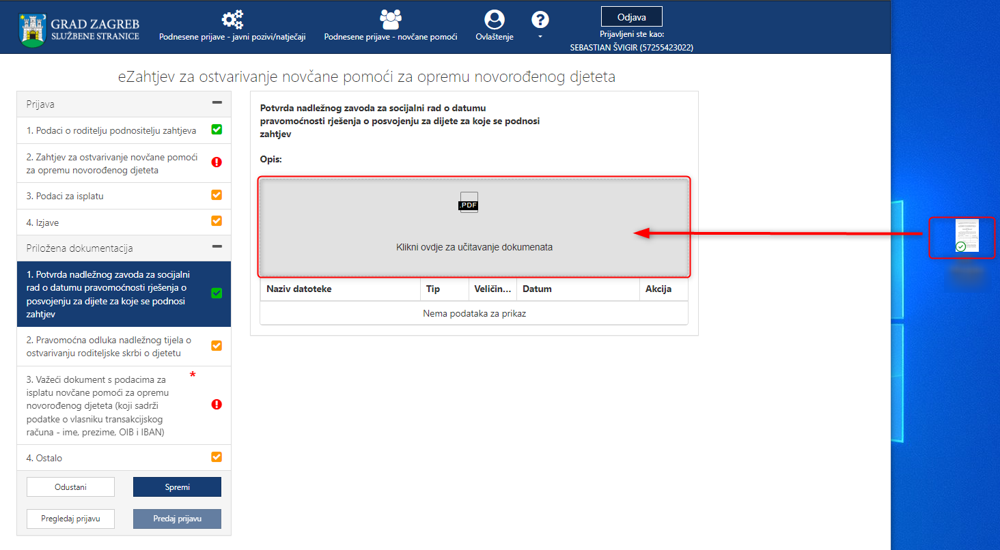 GRAD ZAGREB
SLUŽBENE STRANICE
Podnesene prijave - javni pozivi/natječaji
Podnesene prijave - novčane pomoći
Ovlaštenje
?
Odjava
Prijavljeni ste kao:
SEBASTIAN ŠVIGIR (57255423022)
eZahtjev za ostvarivanje novčane pomoći za opremu novorođenog djeteta
Prijava
1. Podaci o roditelju podnositelju zahtjeva
2. Zahtjev za ostvarivanje novčane pomoći
za opremu novorođenog djeteta
3. Podaci za isplatu
4. Izjave
Priložena dokumentacija
1. Potvrda nadležnog zavoda za socijalni
rad o datumu pravomoćnosti rješenja o
posvojenju za dijete za koje se podnosi
zahtjev
2. Pravomoćna odluka nadležnog tijela o
ostvarivanju roditeljske skrbi o djetetu
3. Važeći dokument s podacima za *
isplatu novčane pomoći za opremu
novorođenog djeteta (koji sadrži
podatke o vlasniku transakcijskog
računa - ime, prezime, OIB i IBAN)
4. Ostalo
Odustani
Spremi
Pregledaj prijavu
Predaj prijavu
Potvrda nadležnog zavoda za socijalni rad o datumu
pravomoćnosti rješenja o posvojenju za dijete za koje se podnosi
zahtjev
Opis:
.PDF
Klikni ovdje za učitavanje dokumenata
Naziv datoteke Tip Veličin... Datum Akcija
Nema podataka za prikaz